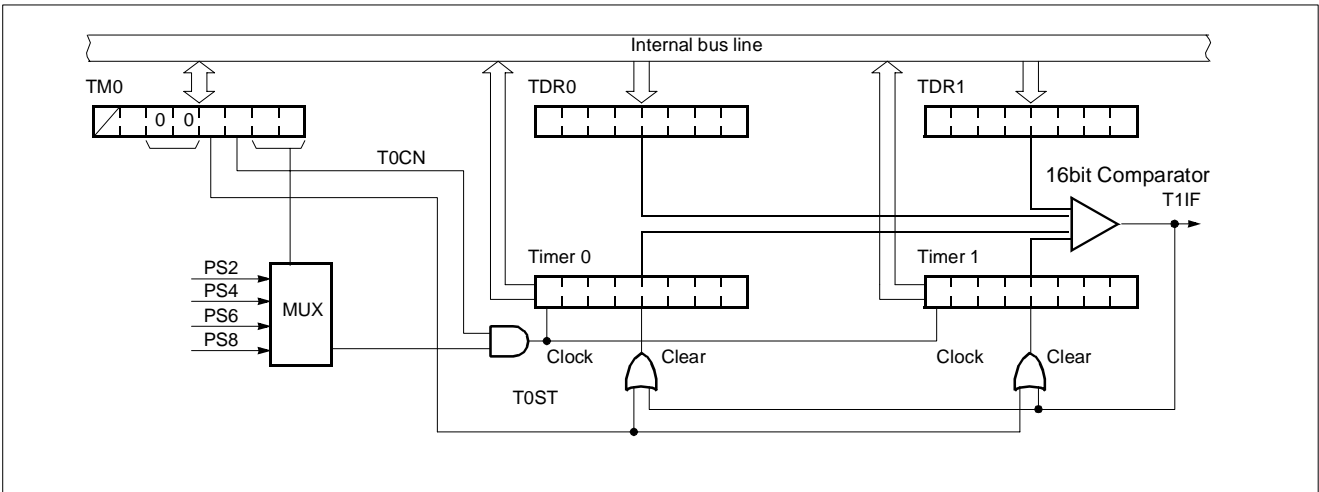 Internal bus line
TM0
TDR0
TDR1
0 0
T0CN
16bit Comparator
T1IF
Timer 0
Timer 1
PS2
PS4
PS6
PS8
MUX
Clock
Clear
Clock
Clear
T0ST